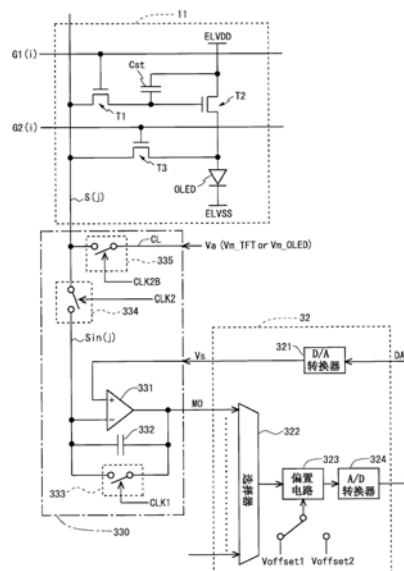 11
ELVDD
G1(i)
Cst
T1
T2
G2(i)
T3
OLED
S(j)
ELVSS
CL
Va (Vm_TFT or Vm_OLED)
CLK2B
335
CLK2
334
32
Sin(j)
Vs
321
D/A
转换器
DA
331
MO
322
332
323
324
选择器
偏置
电路
A/D
转换器
333
CLK1
330
Voffset1
Voffset2